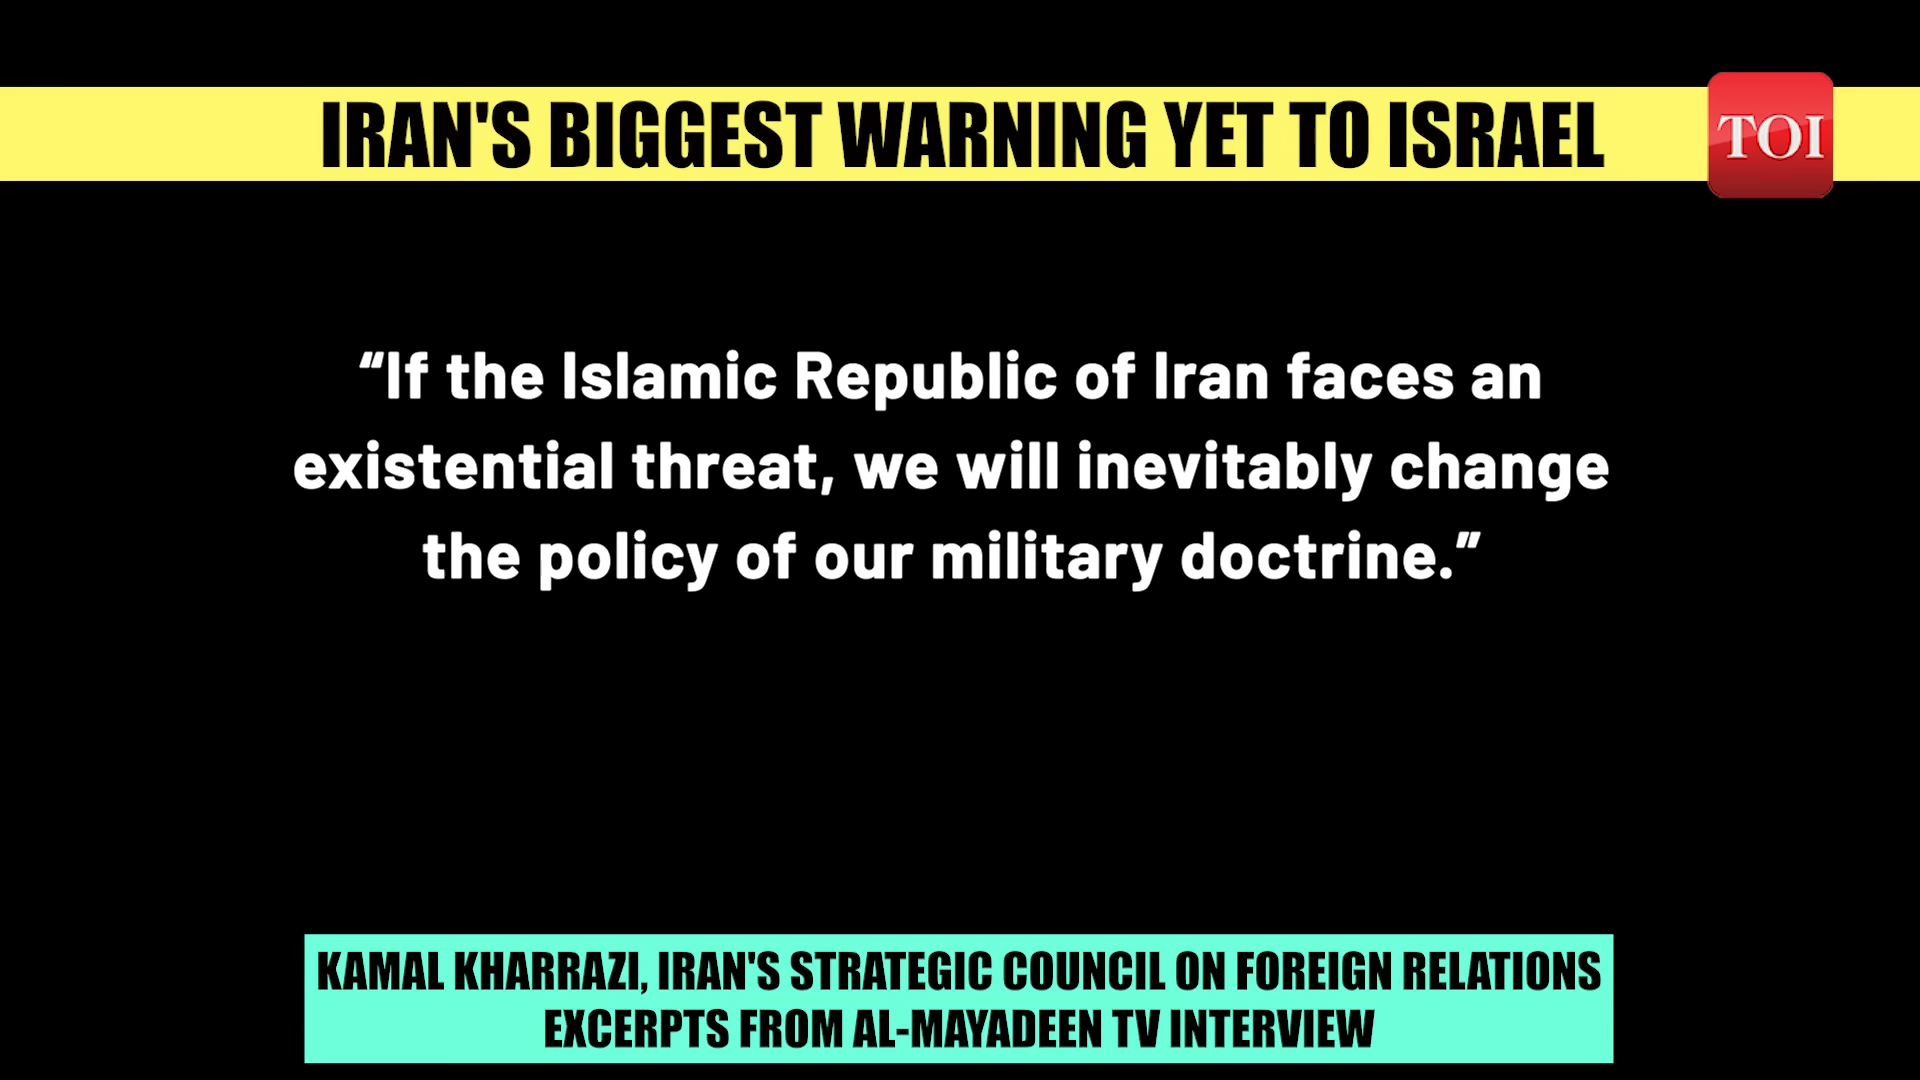 IRAN'S BIGGEST WARNING YET TO ISRAEL
TOI
“If the Islamic Republic of Iran faces an
existential threat, we will inevitably change
the policy of our military doctrine.”
KAMAL KHARRAZI, IRAN'S STRATEGIC COUNCIL ON FOREIGN RELATIONS
EXCERPTS FROM AL-MAYADEEN TV INTERVIEW